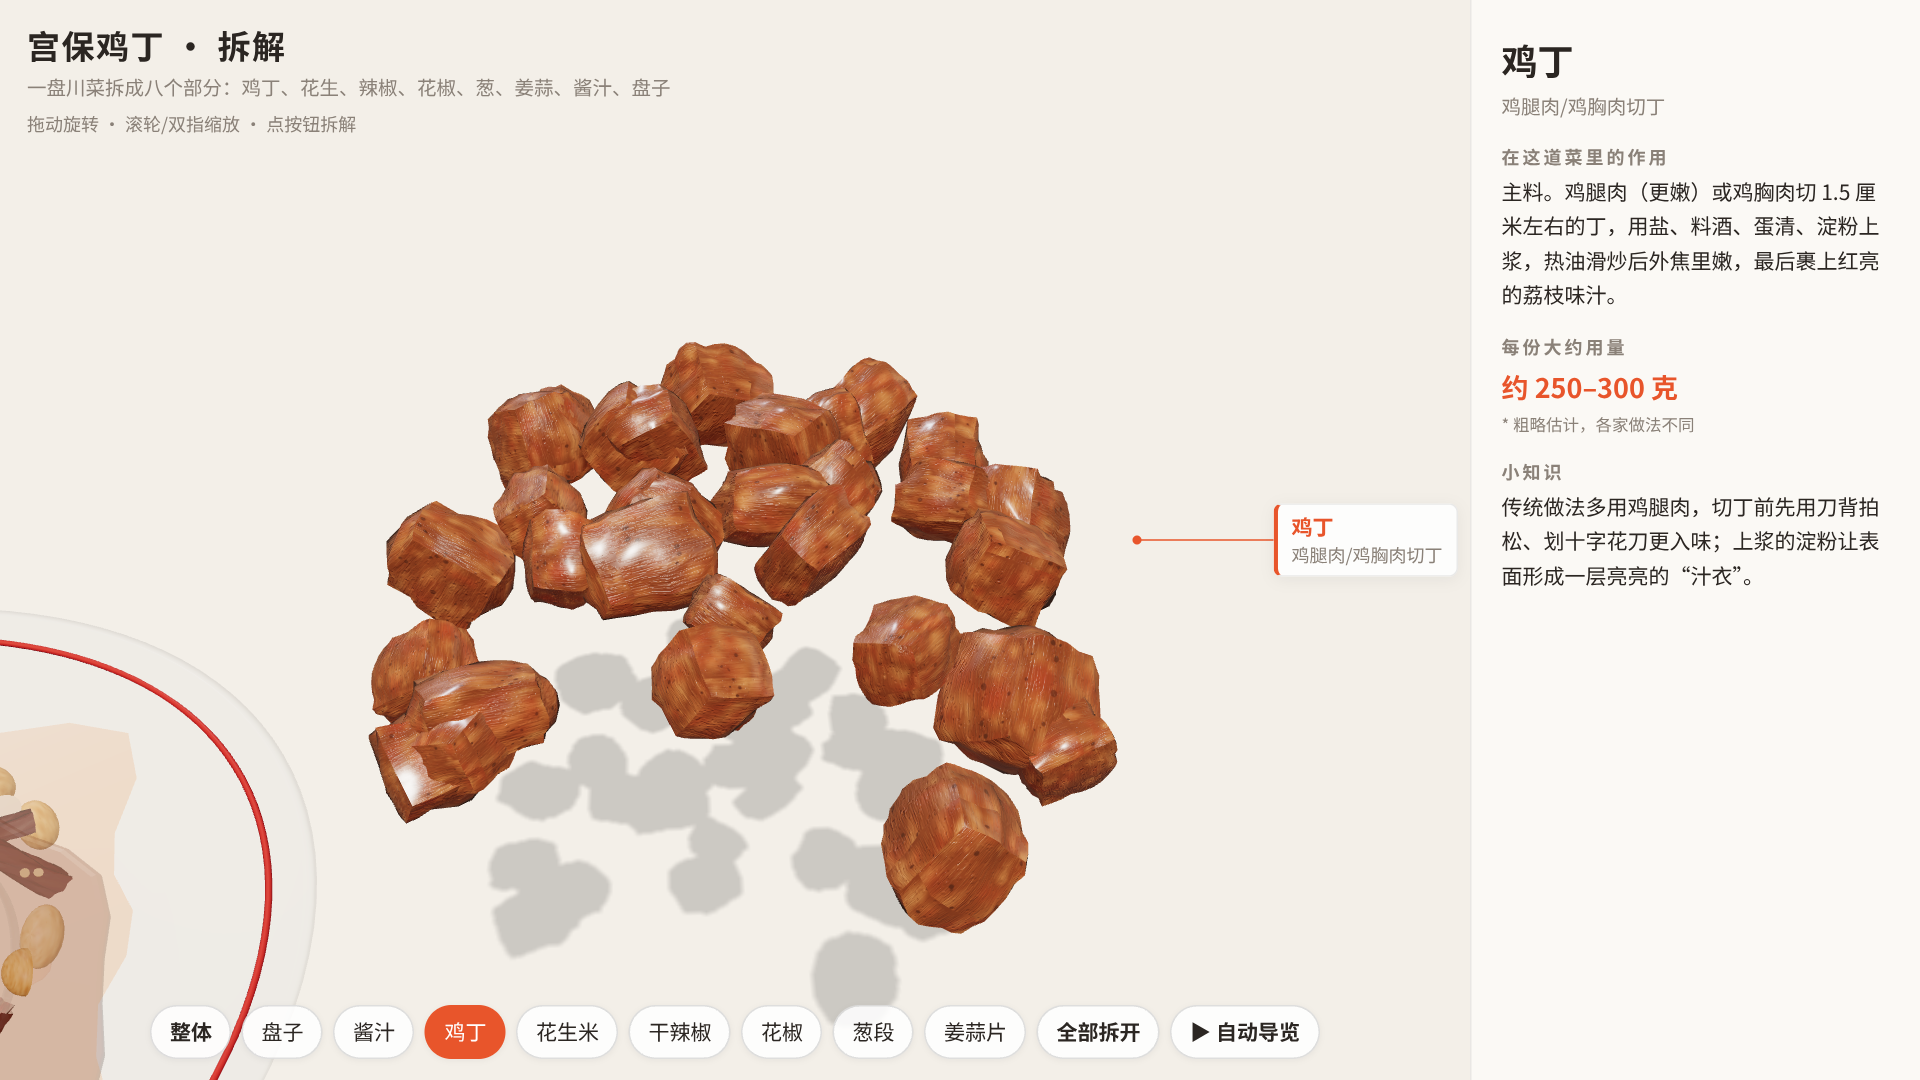 宫保鸡丁 · 拆解
一盘川菜拆成八个部分：鸡丁、花生、辣椒、花椒、葱、姜蒜、酱汁、盘子
拖动旋转 · 滚轮/双指缩放 · 点按钮拆解
鸡丁
鸡腿肉/鸡胸肉切丁
整体
盘子
酱汁
鸡丁
花生米
干辣椒
花椒
葱段
姜蒜片
全部拆开
▶ 自动导览
鸡丁
鸡腿肉/鸡胸肉切丁
在这道菜里的作用
主料。鸡腿肉（更嫩）或鸡胸肉切 1.5 厘
米左右的丁，用盐、料酒、蛋清、淀粉上
浆，热油滑炒后外焦里嫩，最后裹上红亮
的荔枝味汁。
每份大约用量
约 250–300 克
* 粗略估计，各家做法不同
小知识
传统做法多用鸡腿肉，切丁前先用刀背拍
松、划十字花刀更入味；上浆的淀粉让表
面形成一层亮亮的“汁衣”。